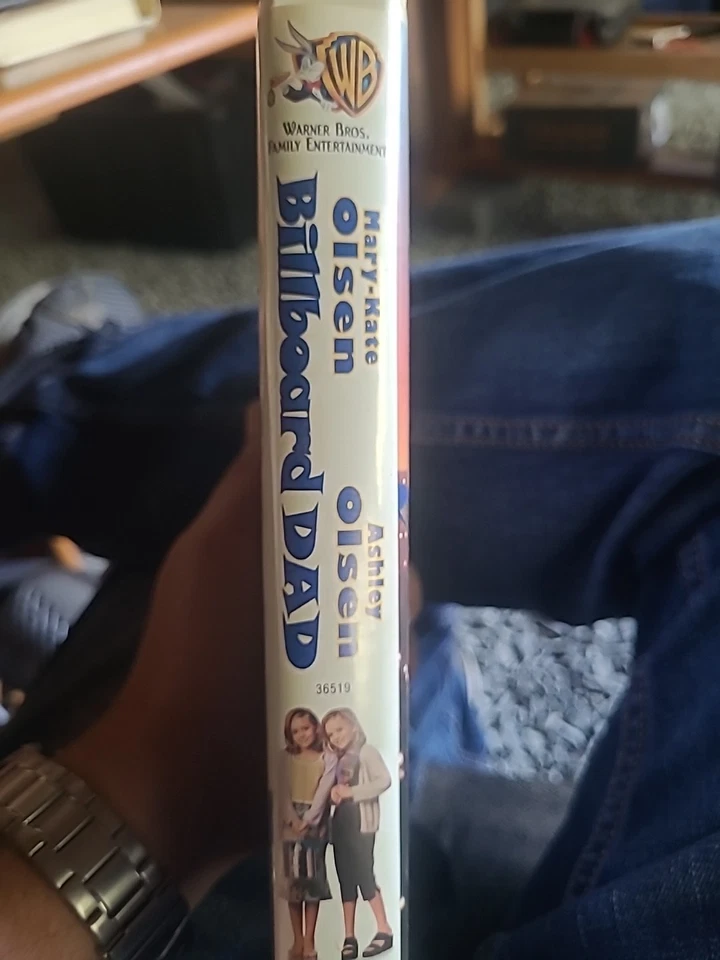 WB
WARNER BROS.
FAMILY ENTERTAINMENT
Mary-Kate
Olsen
Ashley
Olsen
Billboard DAD
36519